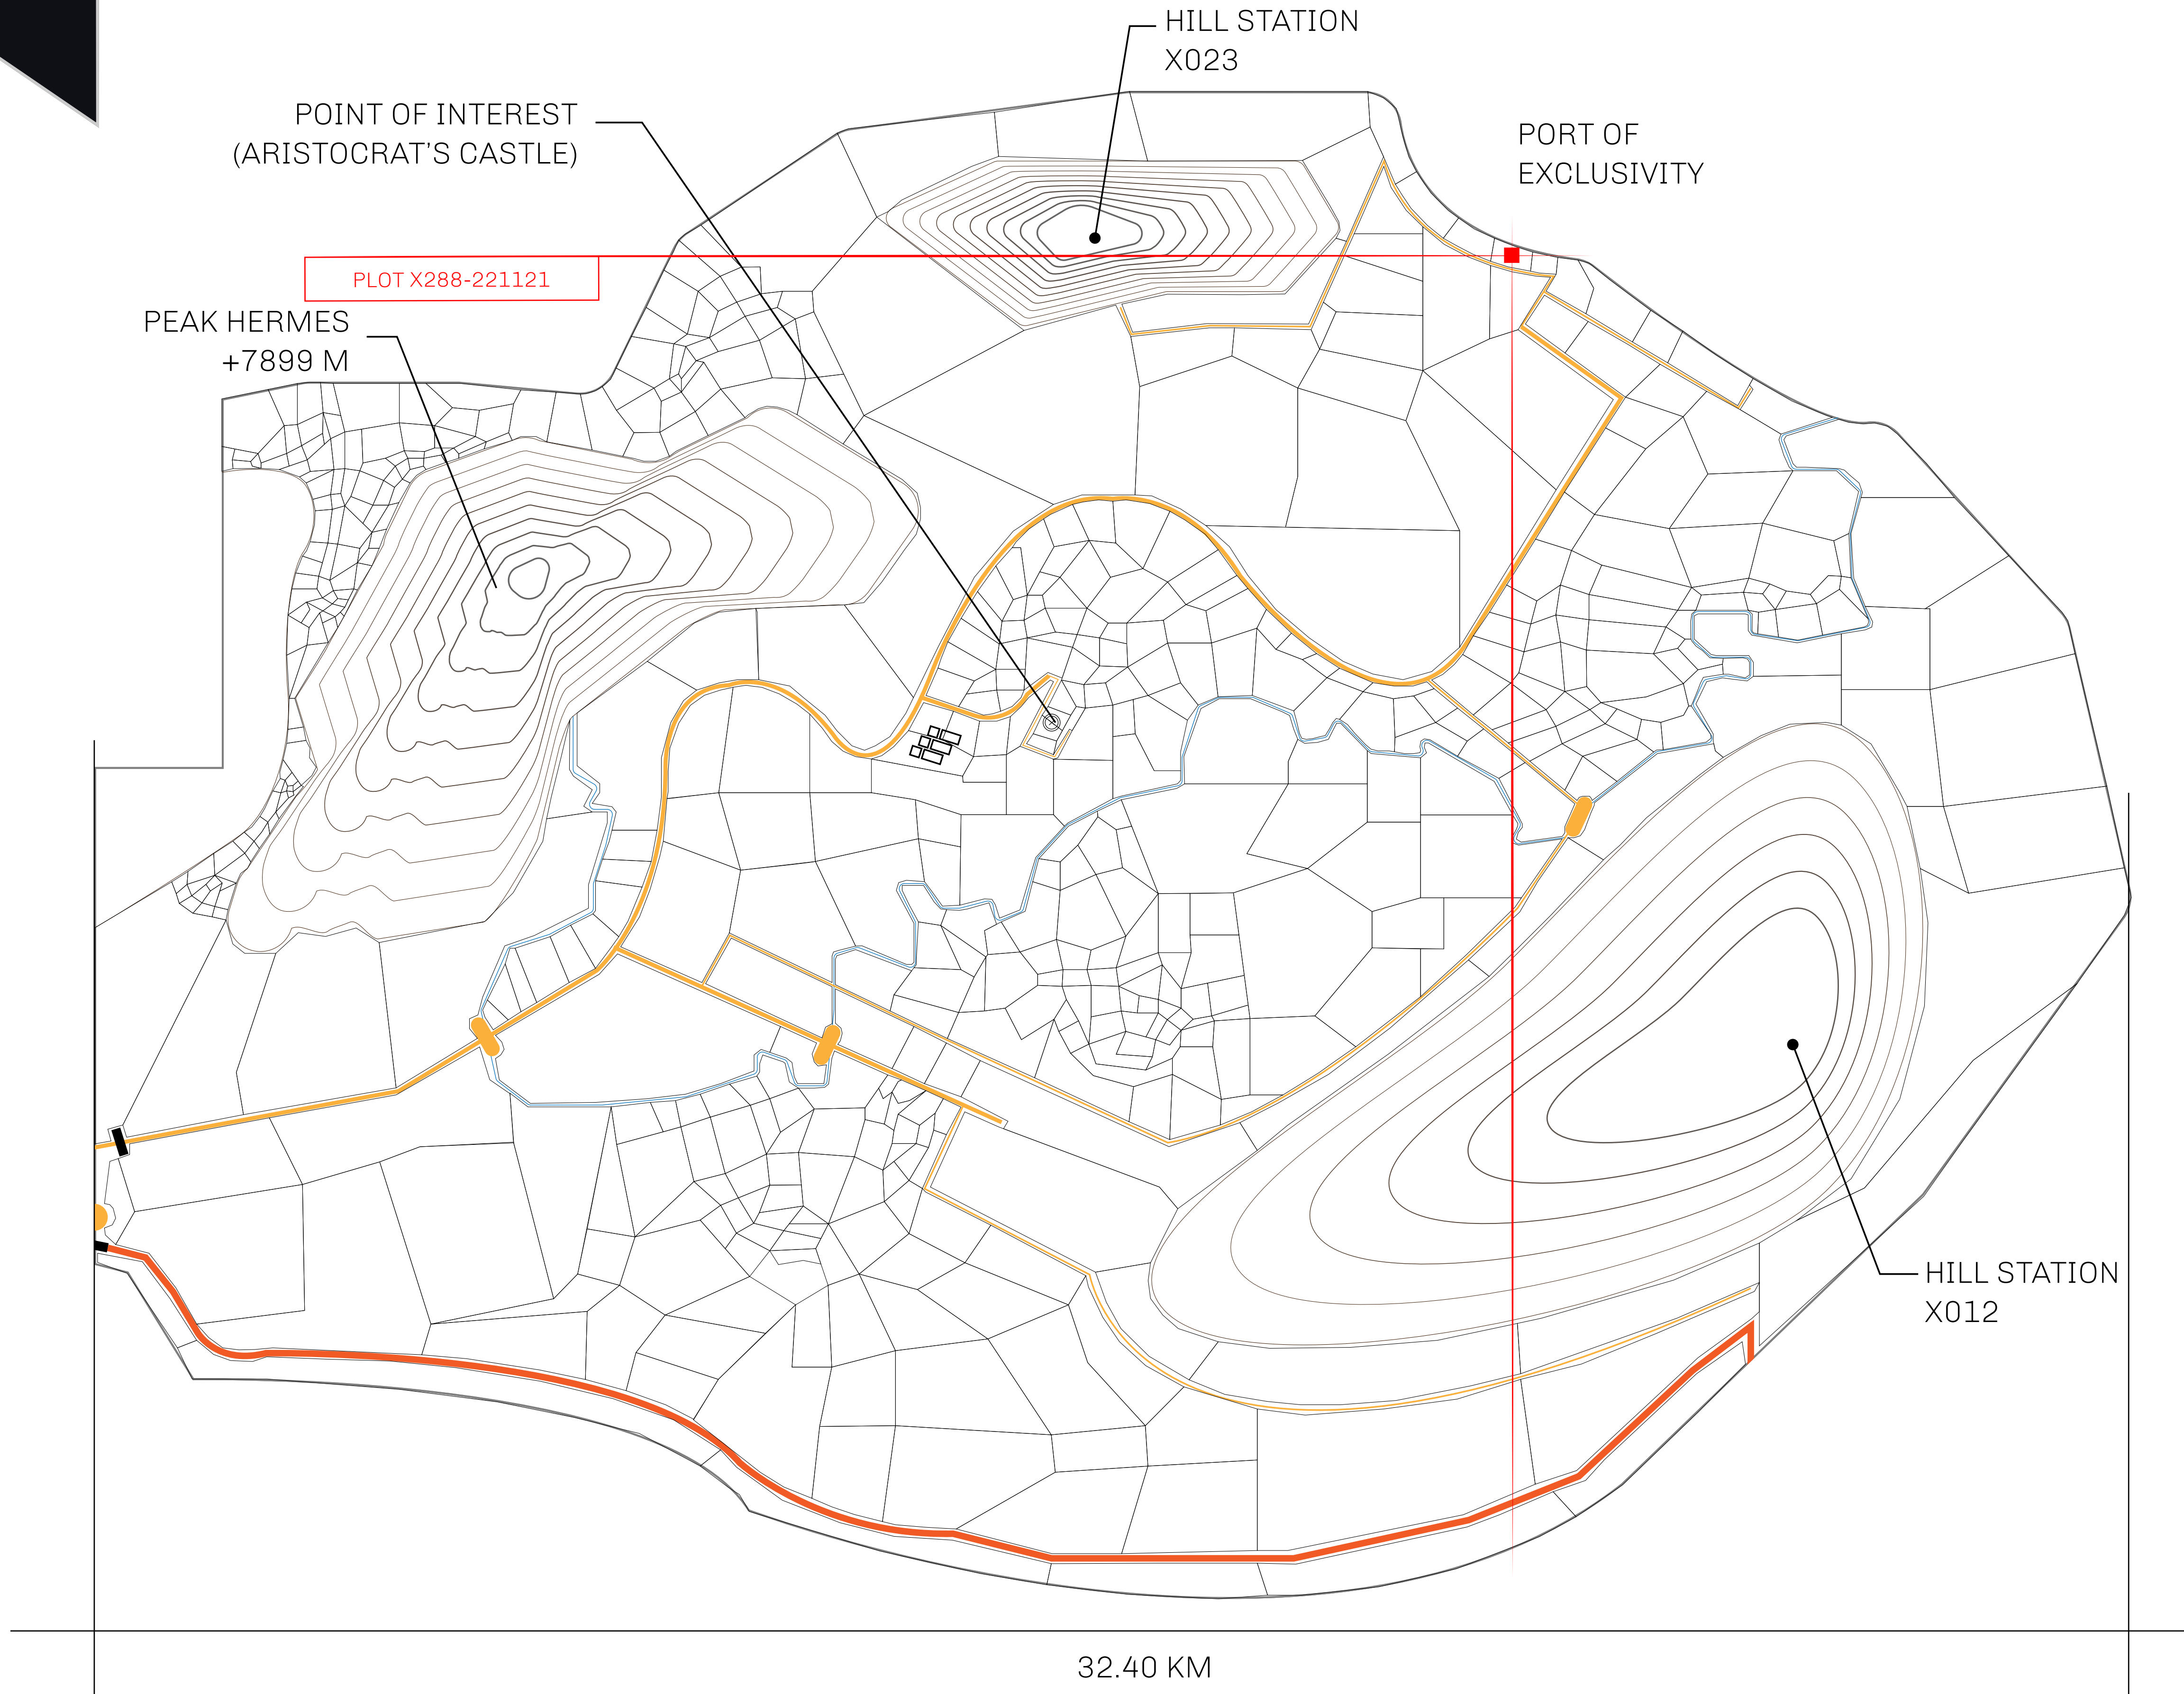 HILL STATION
X023
POINT OF INTEREST
(ARISTOCRAT'S CASTLE)
PORT OF
EXCLUSIVITY
PLOT X288-221121
PEAK HERMES
+7899 M
HILL STATION
X012
32.40 KM